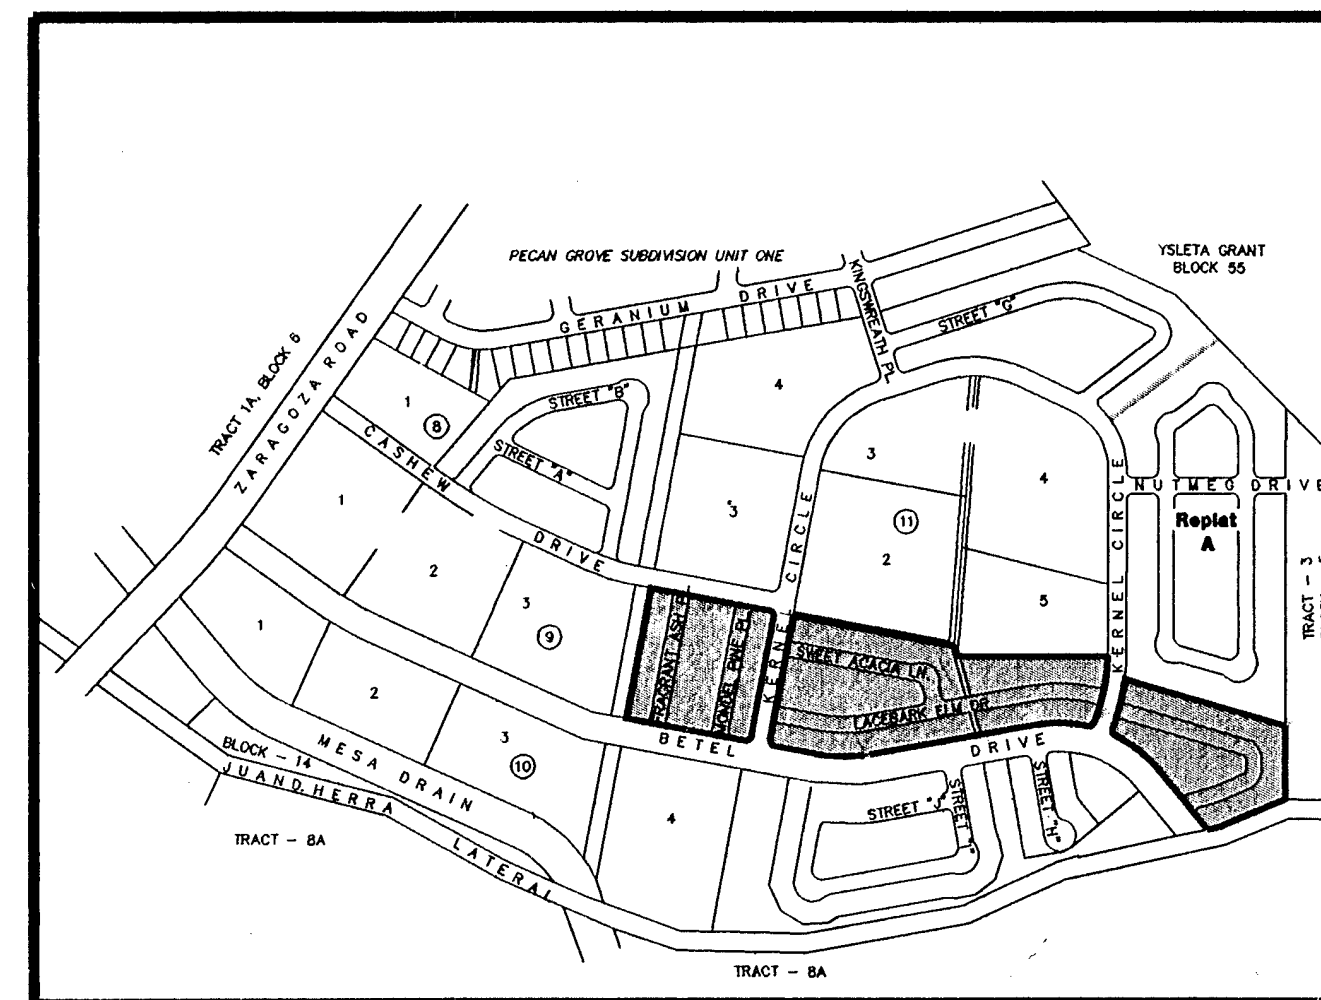 PECAN GROVE SUBDIVISION UNIT ONE
YSLETA GRANT
BLOCK 55
KINGSWREATH PL
GERANIUM DRIVE
STREET "G"
TRACT 1A, BLOCK 6
ZARAGOZA ROAD
1
8
STREET "B"
4
STREET "A"
CASHEW DRIVE
3
4
3
11
2
5
KERNEL CIRCLE
KERNEL CIRCLE
NUTMEG DRIVE
Replat
A
TRACT - 3
1
2
3
9
1
2
3
10
4
FRAGRANT ASH
MONDEL PINE PL.
SWEET ACACIA LN.
LACEBARK ELM DR.
BETEL DRIVE
STREET "J"
STREET "I"
STREET "H"
MESA DRAIN
BLOCK - 14
JUAN D. HERRA LATERAL
TRACT - 8A
TRACT - 8A